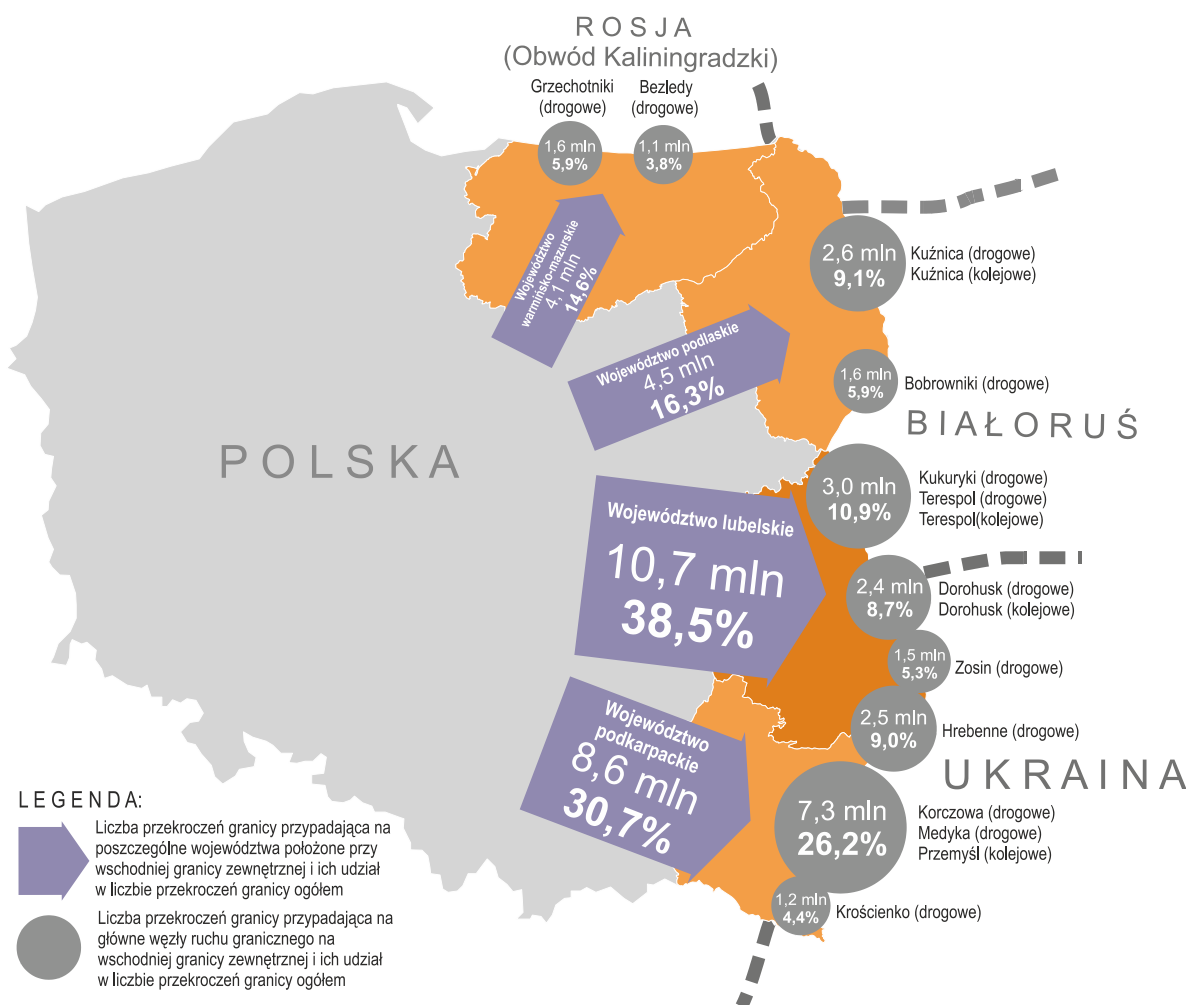 ROSJA
(Obwód Kaliningradzki)
Grzechotniki
(drogowe)
Bezledy
(drogowe)
1,6 mln
5,9%
1,1 mln
3,8%
Województwo
warmińsko-mazurskie
4,1 mln
14,6%
2,6 mln
9,1%
Kuźnica (drogowe)
Kuźnica (kolejowe)
Województwo podlaskie
4,5 mln
16,3%
1,6 mln
5,9%
Bobrowniki (drogowe)
BIAŁORUŚ
POLSKA
3,0 mln
10,9%
Kukuryki (drogowe)
Terespol (drogowe)
Terespol(kolejowe)
Województwo lubelskie
10,7 mln
38,5%
2,4 mln
8,7%
Dorohusk (drogowe)
Dorohusk (kolejowe)
1,5 mln
5,3%
Zosin (drogowe)
2,5 mln
9,0%
Hrebenne (drogowe)
UKRAINA
Województwo
podkarpackie
8,6 mln
30,7%
7,3 mln
26,2%
Korczowa (drogowe)
Medyka (drogowe)
Przemyśl (kolejowe)
1,2 mln
4,4%
Krościenko (drogowe)
LEGENDA:
Liczba przekroczeń granicy przypadająca na
poszczególne województwa położone przy
wschodniej granicy zewnętrznej i ich udział
w liczbie przekroczeń granicy ogółem
Liczba przekroczeń granicy przypadająca na
główne węzły ruchu granicznego na
wschodniej granicy zewnętrznej i ich udział
w liczbie przekroczeń granicy ogółem